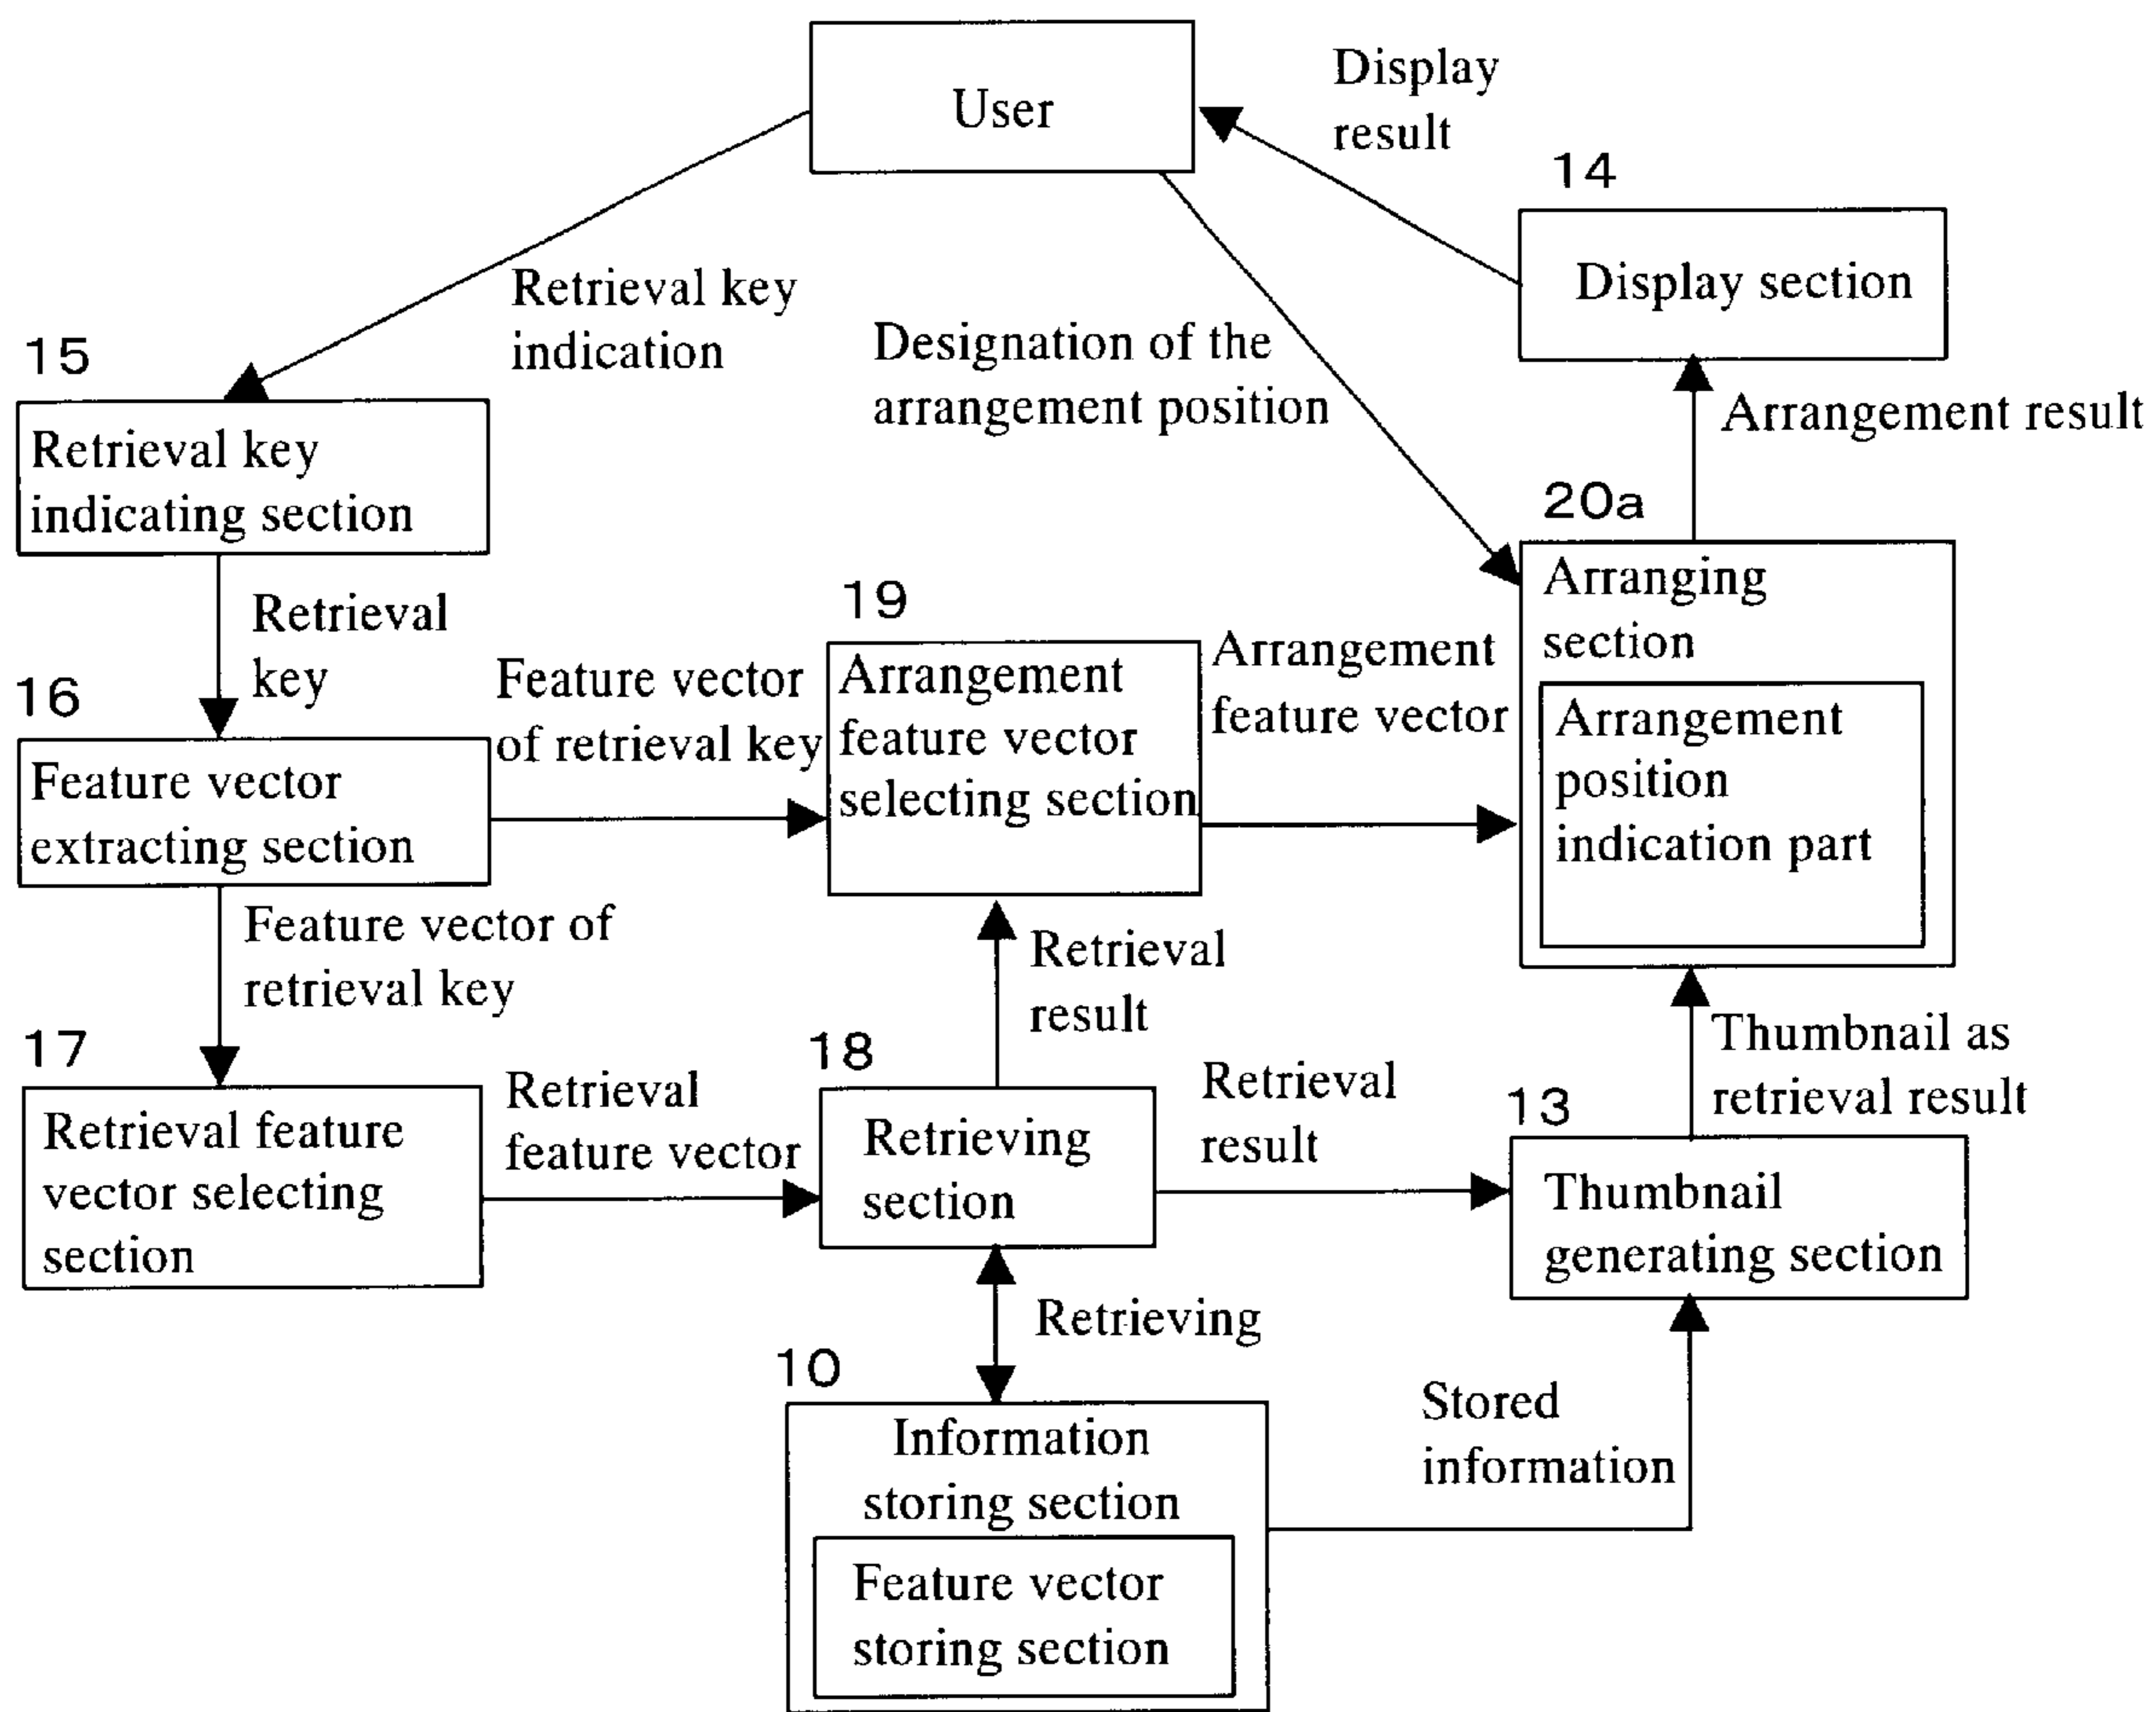 User
Display
result
14
Display section
Retrieval key
indication
Designation of the
arrangement position
Arrangement result
15
Retrieval key
indicating section
20a
Arranging
section
Arrangement
position
indication part
Retrieval
key
19
Arrangement
feature vector
selecting section
Arrangement
feature vector
16
Feature vector
extracting section
Feature vector
of retrieval key
Feature vector of
retrieval key
Retrieval
result
17
Retrieval feature
vector selecting
section
Retrieval
feature vector
18
Retrieving
section
Retrieval
result
Thumbnail as
retrieval result
13
Thumbnail
generating section
Retrieving
10
Information
storing section
Feature vector
storing section
Stored
information